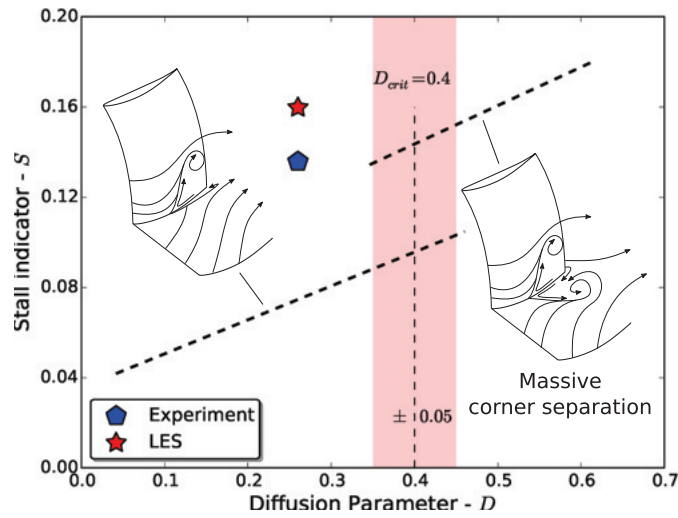 0.20
0.16
0.12
0.08
0.04
0.00
Stall indicator - S
D_crit = 0.4
Massive
corner separation
± 0.05
Experiment
LES
0.0 0.1 0.2 0.3 0.4 0.5 0.6 0.7
Diffusion Parameter - D